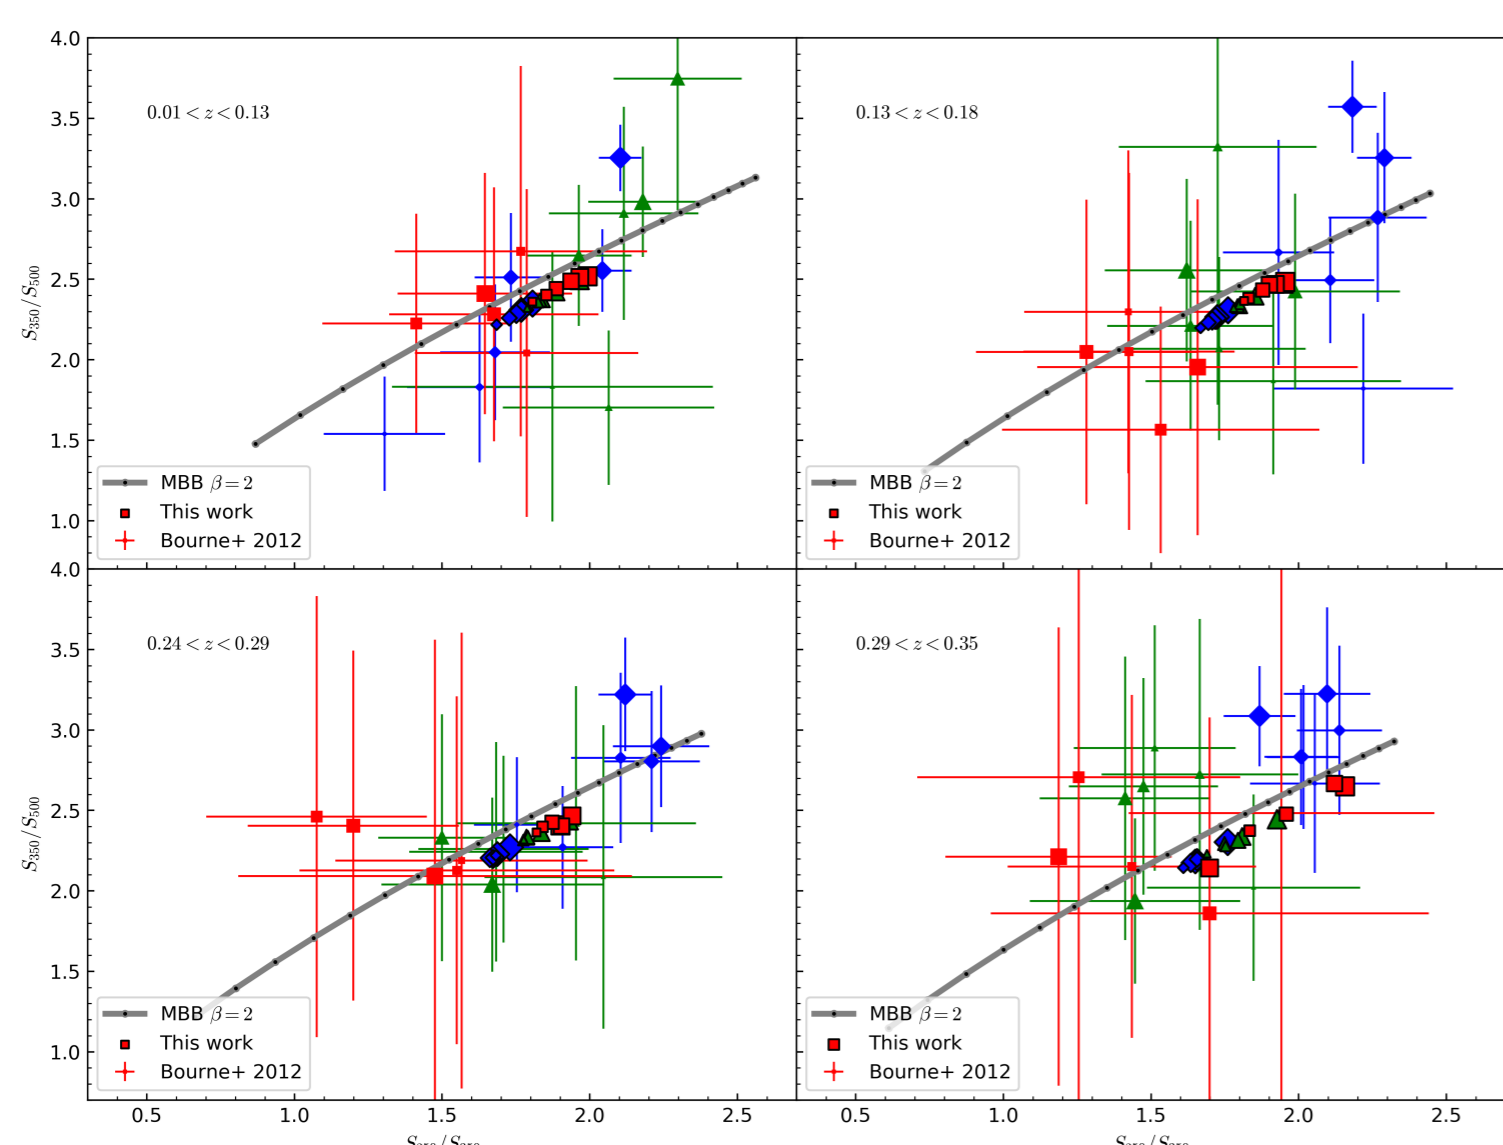 4.0
3.5
3.0
2.5
2.0
1.5
1.0
S350/S500
0.01 < z < 0.13
MBB β = 2
This work
Bourne+ 2012
0.13 < z < 0.18
MBB β = 2
This work
Bourne+ 2012
4.0
3.5
3.0
2.5
2.0
1.5
1.0
S350/S500
0.24 < z < 0.29
MBB β = 2
This work
Bourne+ 2012
0.29 < z < 0.35
MBB β = 2
This work
Bourne+ 2012
0.5 1.0 1.5 2.0 2.5
0.5 1.0 1.5 2.0 2.5